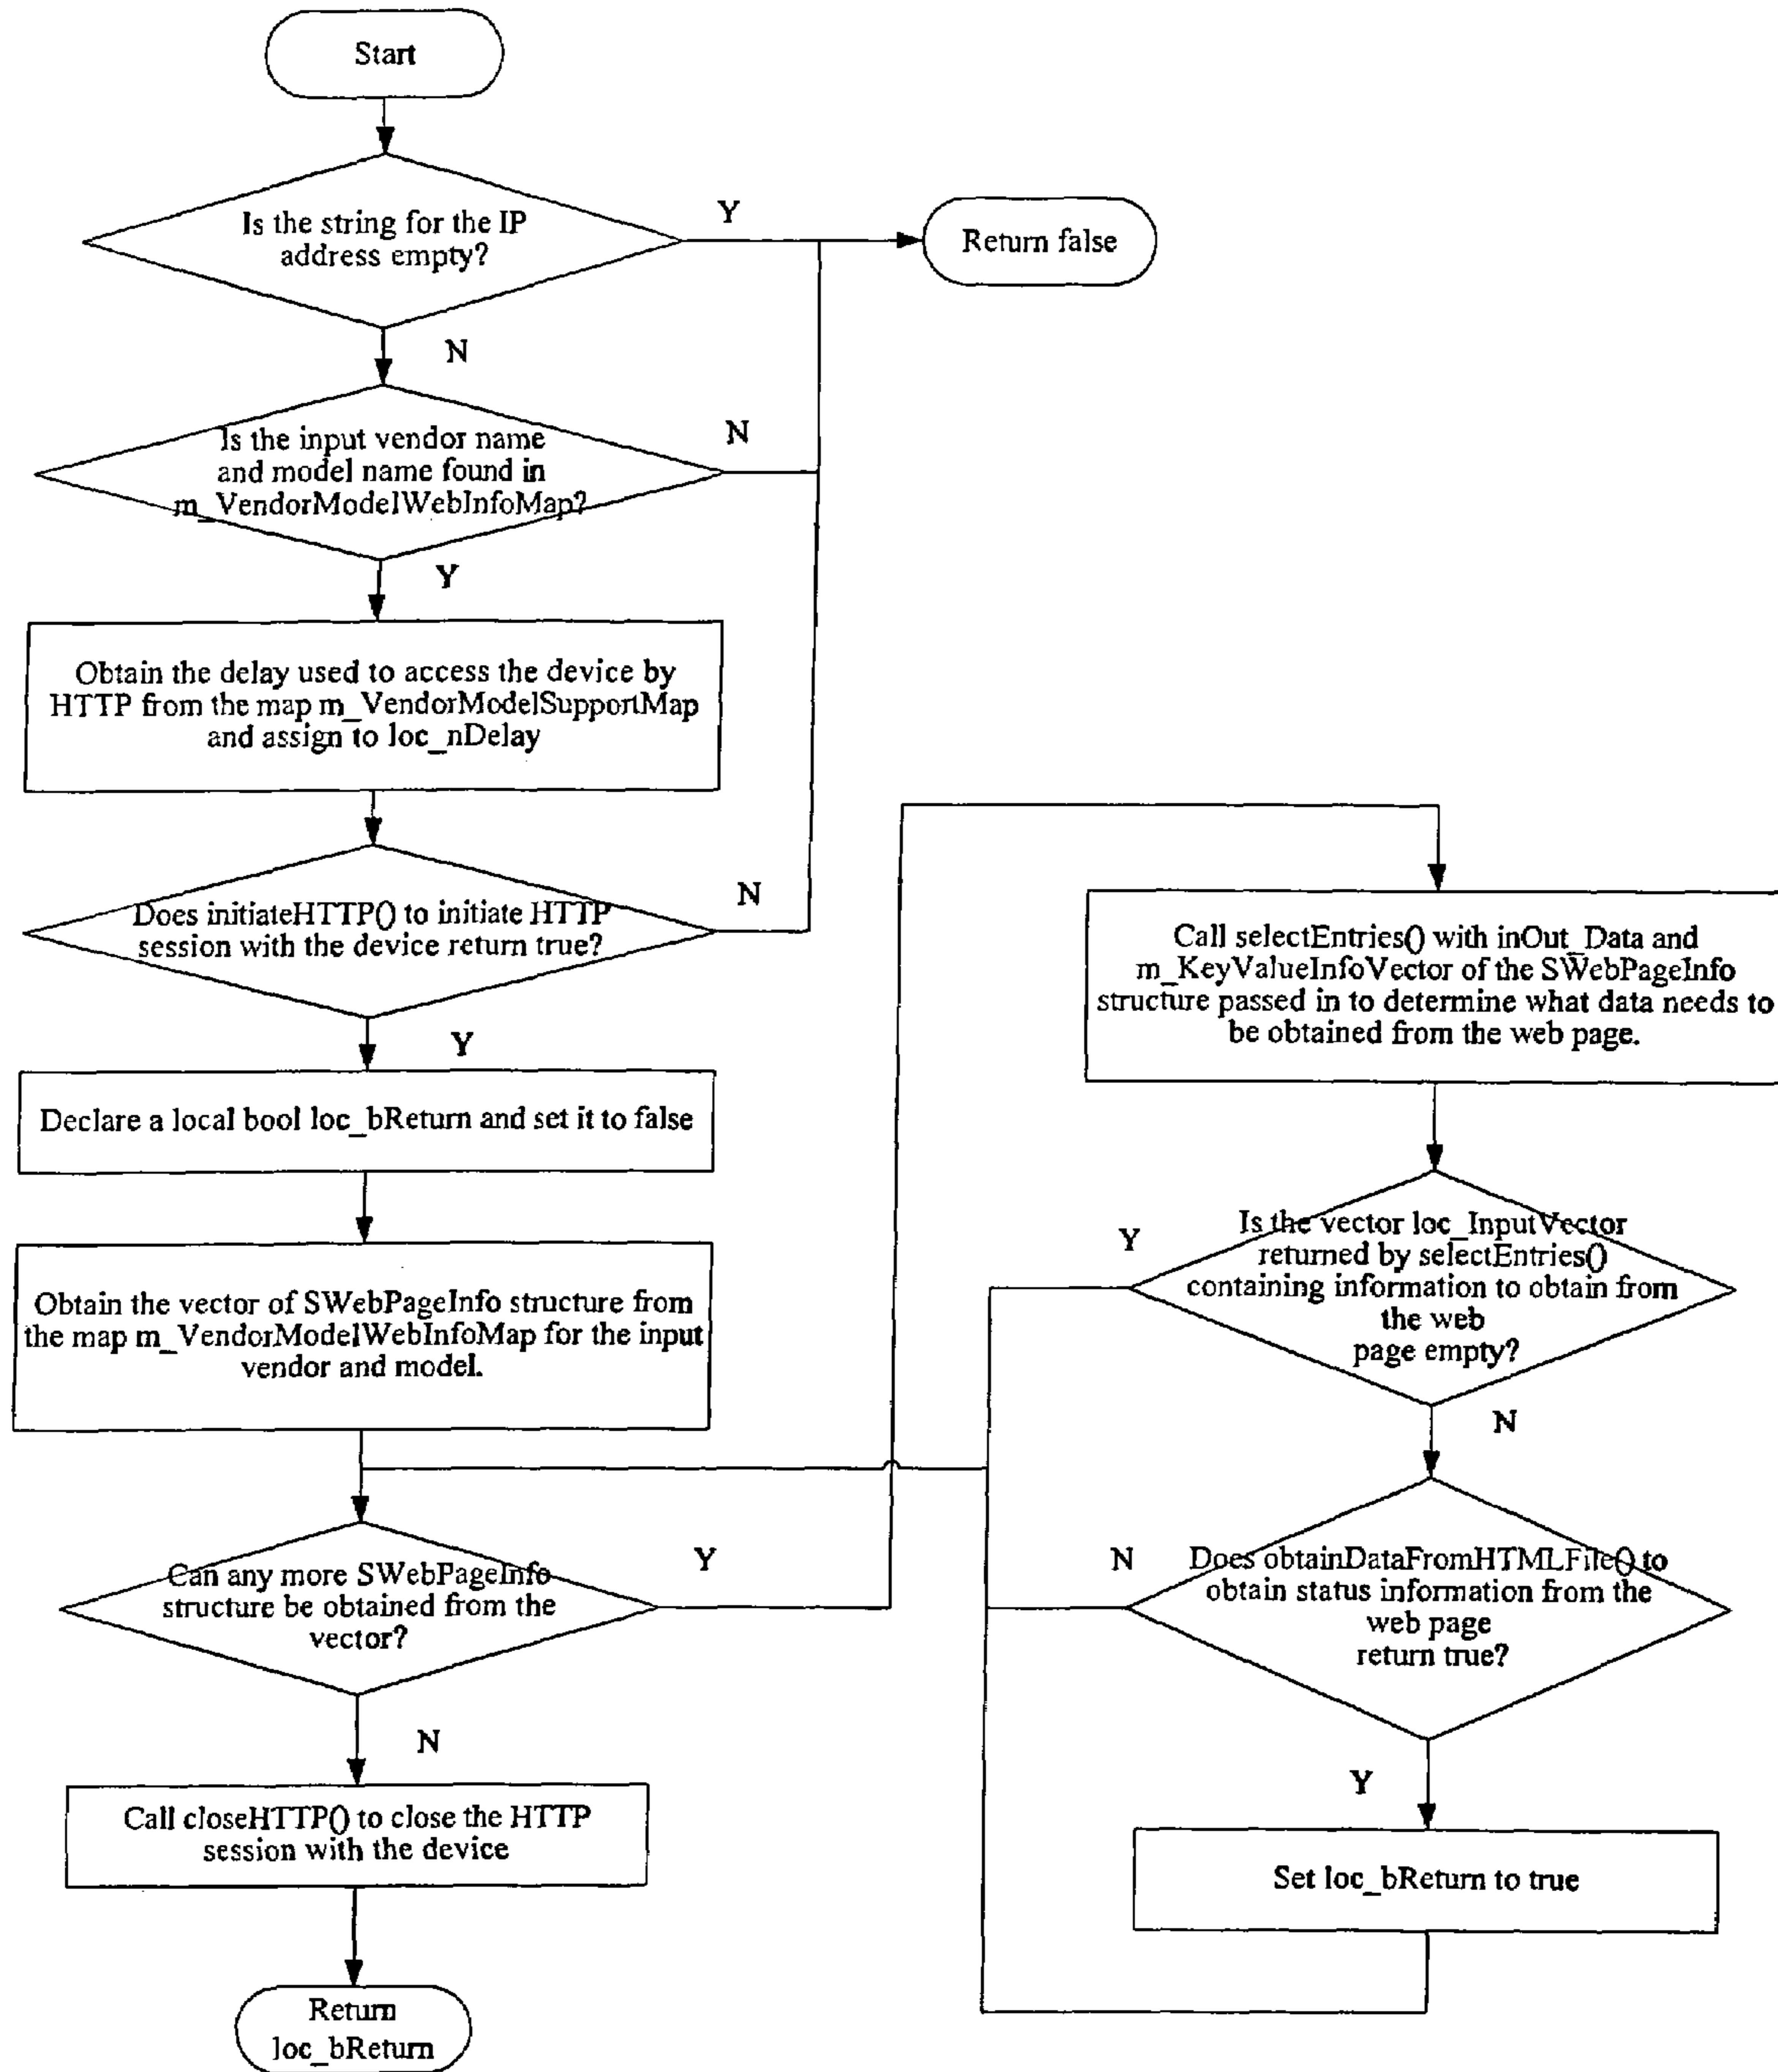 Start
Is the string for the IP
address empty?
Y
Return false
N
Is the input vendor name
and model name found in
m_VendorModelWebInfoMap?
N
Y
Obtain the delay used to access the device by
HTTP from the map m_VendorModelSupportMap
and assign to loc_nDelay
Does initiateHTTP() to initiate HTTP
session with the device return true?
N
Y
Declare a local bool loc_bReturn and set it to false
Obtain the vector of SWebPageInfo structure from
the map m_VendorModelWebInfoMap for the input
vendor and model.
Can any more SWebPageInfo
structure be obtained from the
vector?
Y
N
Call closeHTTP() to close the HTTP
session with the device
Return
loc_bReturn
Call selectEntries() with inOut_Data and
m_KeyValueInfoVector of the SWebPageInfo
structure passed in to determine what data needs to
be obtained from the web page.
Is the vector loc_InputVector
returned by selectEntries()
containing information to obtain from
the web
page empty?
Y
N
Does obtainDataFromHTMLFile() to
obtain status information from the
web page
return true?
N
Y
Set loc_bReturn to true